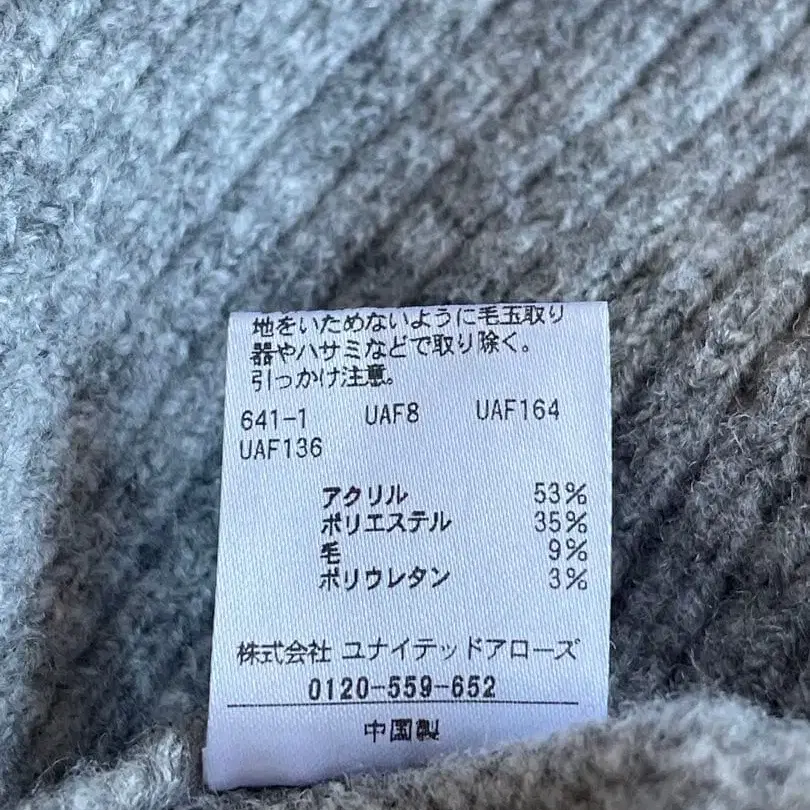 地をいためないように毛玉取り
器やハサミなどで取り除く。
引っかけ注意。
641-1 UAF8 UAF164
UAF136
アクリル 53%
ポリエステル 35%
毛 9%
ポリウレタン 3%
株式会社 ユナイテッドアローズ
0120-559-652
中国製